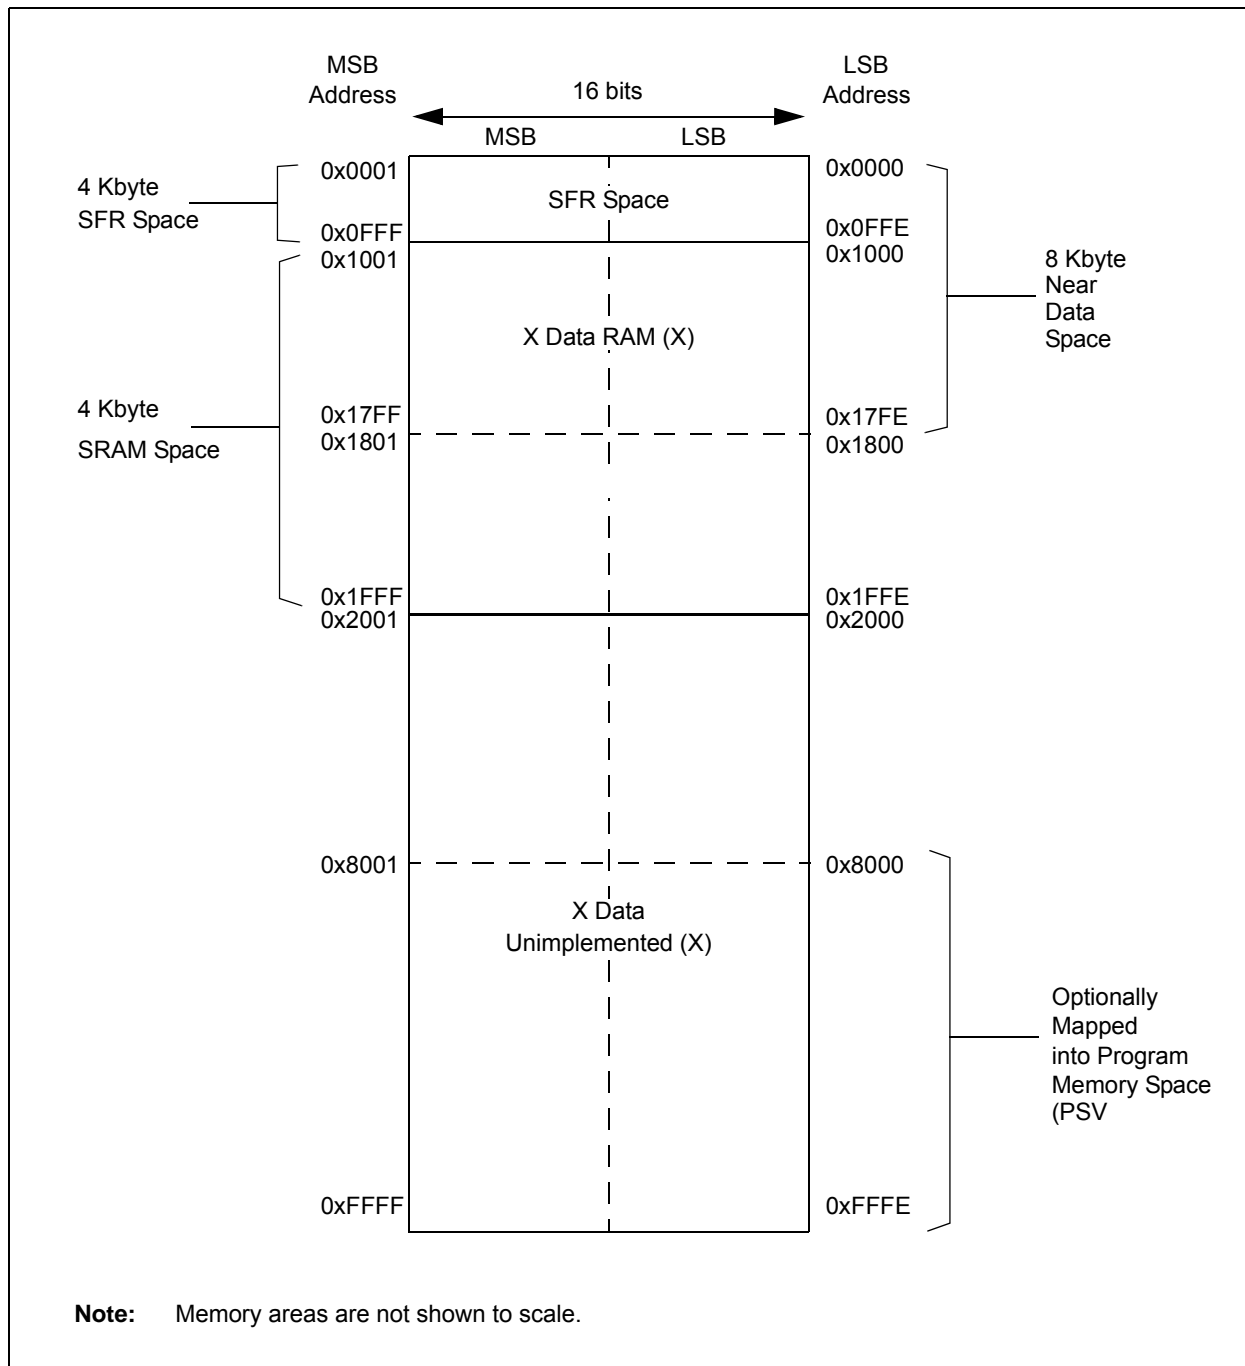 MSB
Address
LSB
Address
16 bits
MSB
LSB
4 Kbyte
SFR Space
0x0001
0x0FFF
0x1001
SFR Space
0x0000
0x0FFE
0x1000
8 Kbyte
Near
Data
Space
X Data RAM (X)
4 Kbyte
SRAM Space
0x17FF
0x1801
0x17FE
0x1800
0x1FFF
0x2001
0x1FFE
0x2000
0x8001
0x8000
X Data
Unimplemented (X)
Optionally
Mapped
into Program
Memory Space
(PSV
0xFFFF
0xFFFE
Note: Memory areas are not shown to scale.